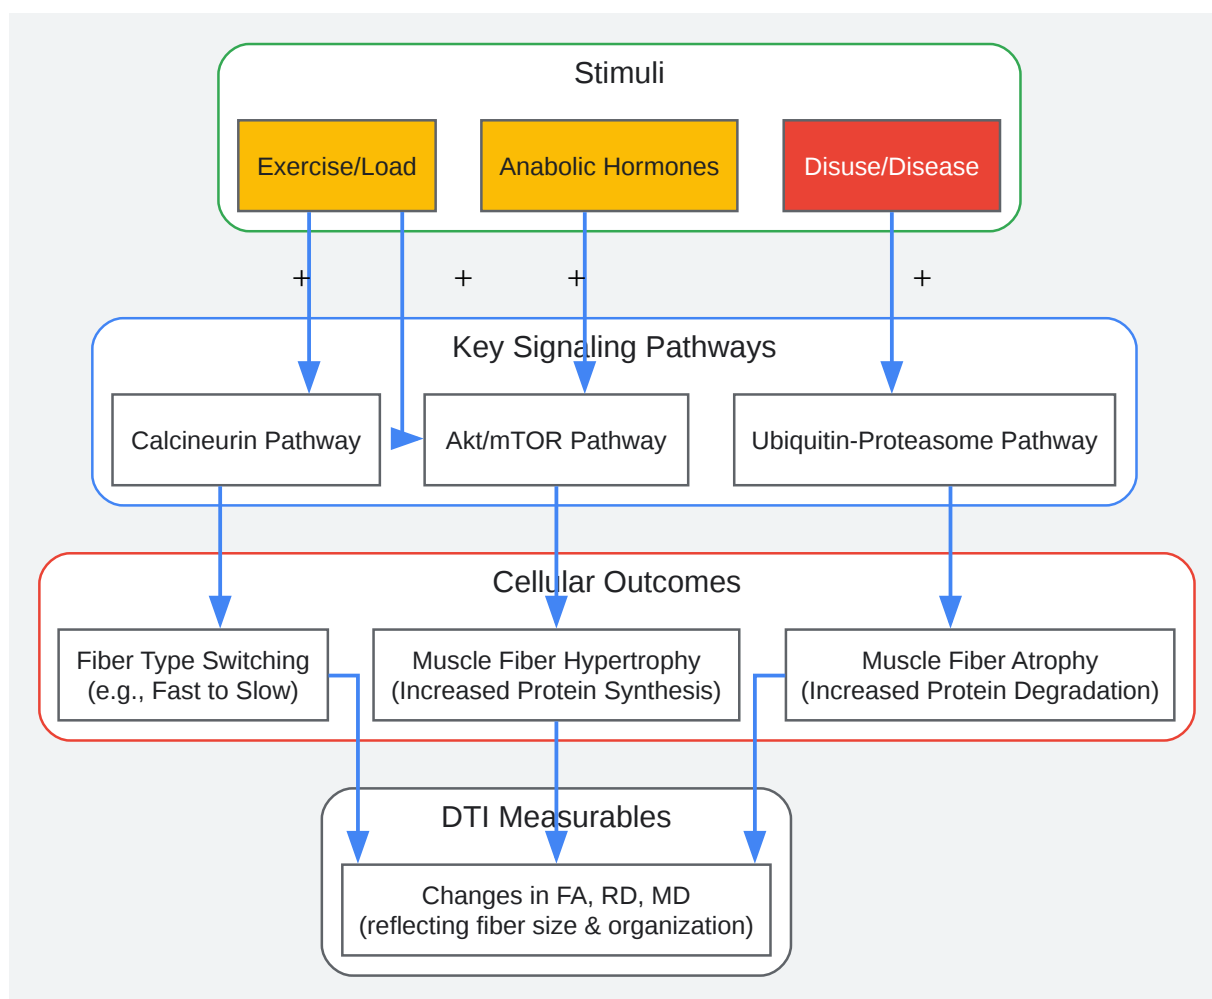 Stimuli
Exercise/Load
Anabolic Hormones
Disuse/Disease
+
+
+
+
Key Signaling Pathways
Calcineurin Pathway
Akt/mTOR Pathway
Ubiquitin-Proteasome Pathway
Cellular Outcomes
Fiber Type Switching
(e.g., Fast to Slow)
Muscle Fiber Hypertrophy
(Increased Protein Synthesis)
Muscle Fiber Atrophy
(Increased Protein Degradation)
DTI Measurables
Changes in FA, RD, MD
(reflecting fiber size & organization)